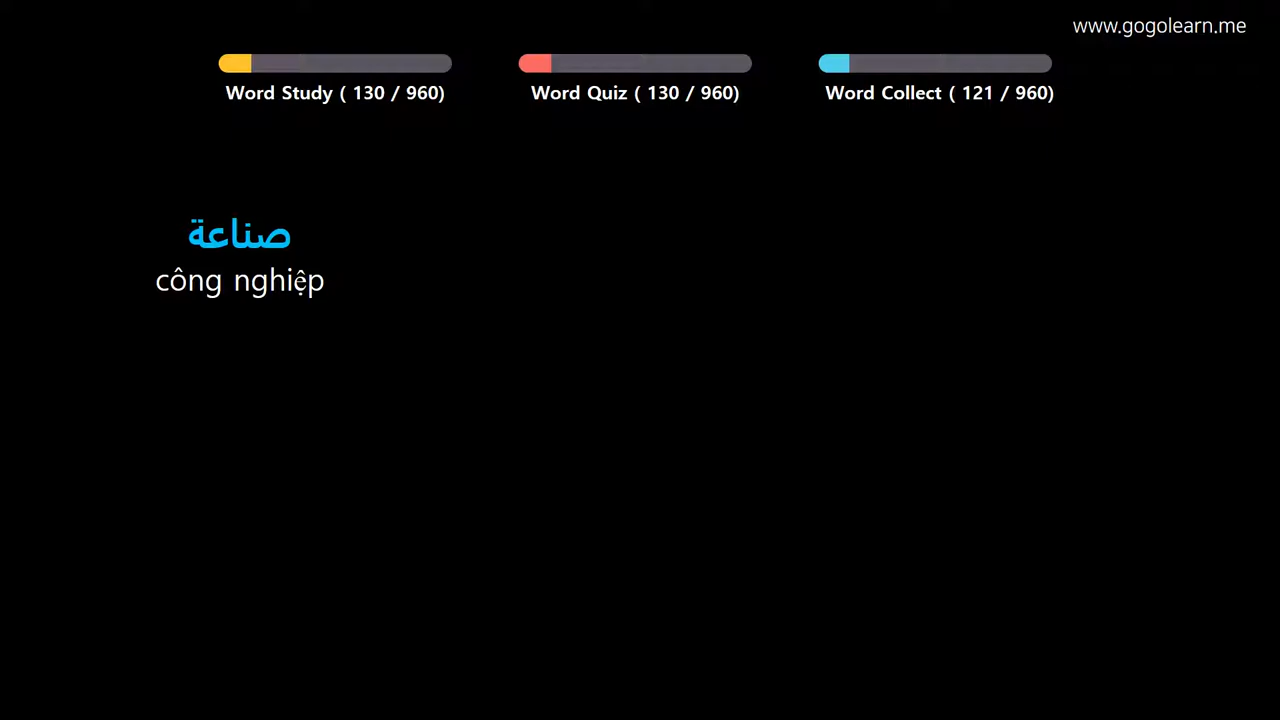 www.gogolearn.me
Word Study ( 130 / 960)
Word Quiz ( 130 / 960)
Word Collect ( 121 / 960)
صناعة
công nghiệp